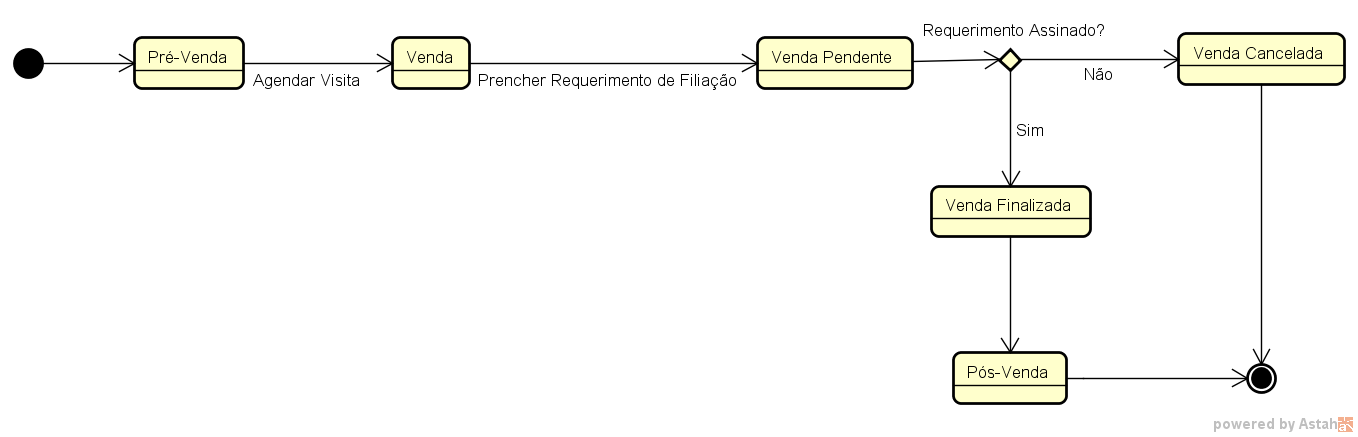 Requerimento Assinado?
Pré-Venda
Agendar Visita
Venda
Prencher Requerimento de Filiação
Venda Pendente
Não
Venda Cancelada
Sim
Venda Finalizada
Pós-Venda
powered by Astah